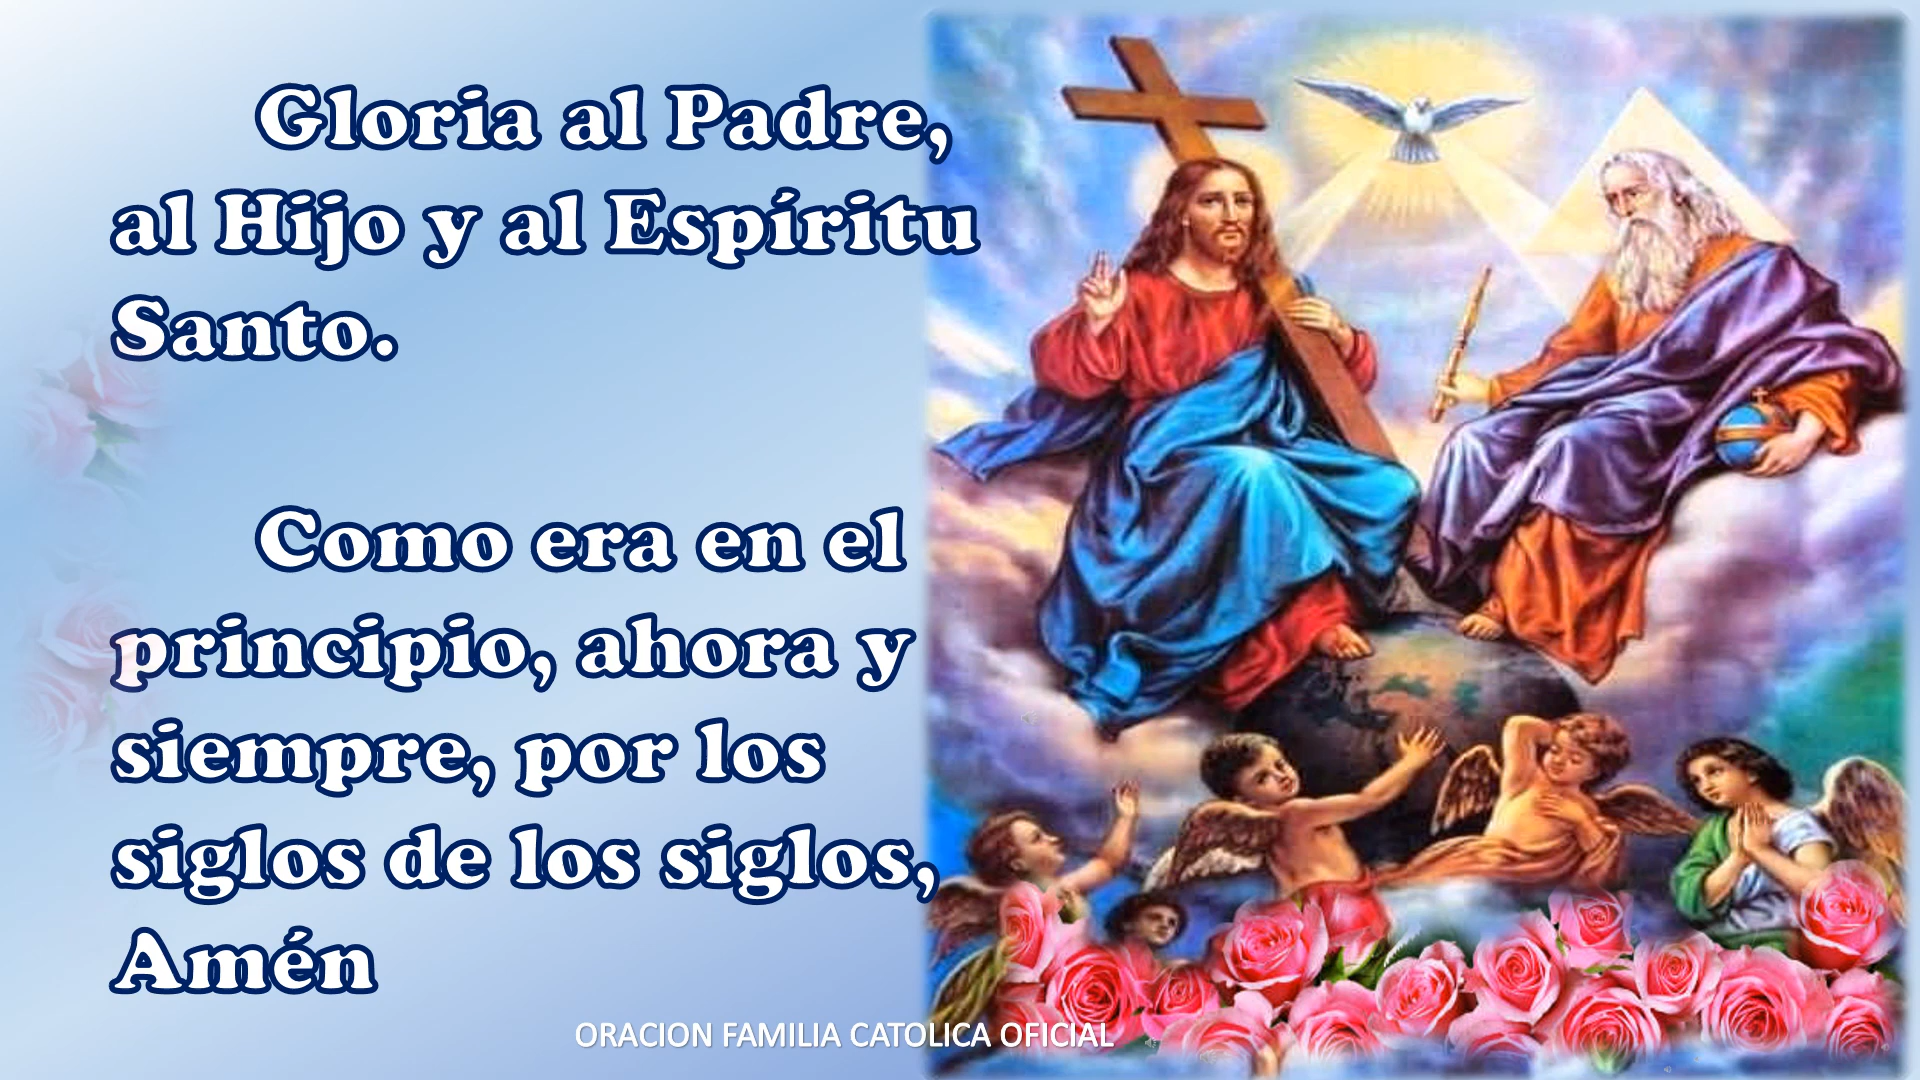 Gloria al Padre,
al Hijo y al Espíritu
Santo.
Como era en el
principio, ahora y
siempre, por los
siglos de los siglos,
Amén
ORACION FAMILIA CATOLICA OFICIAL